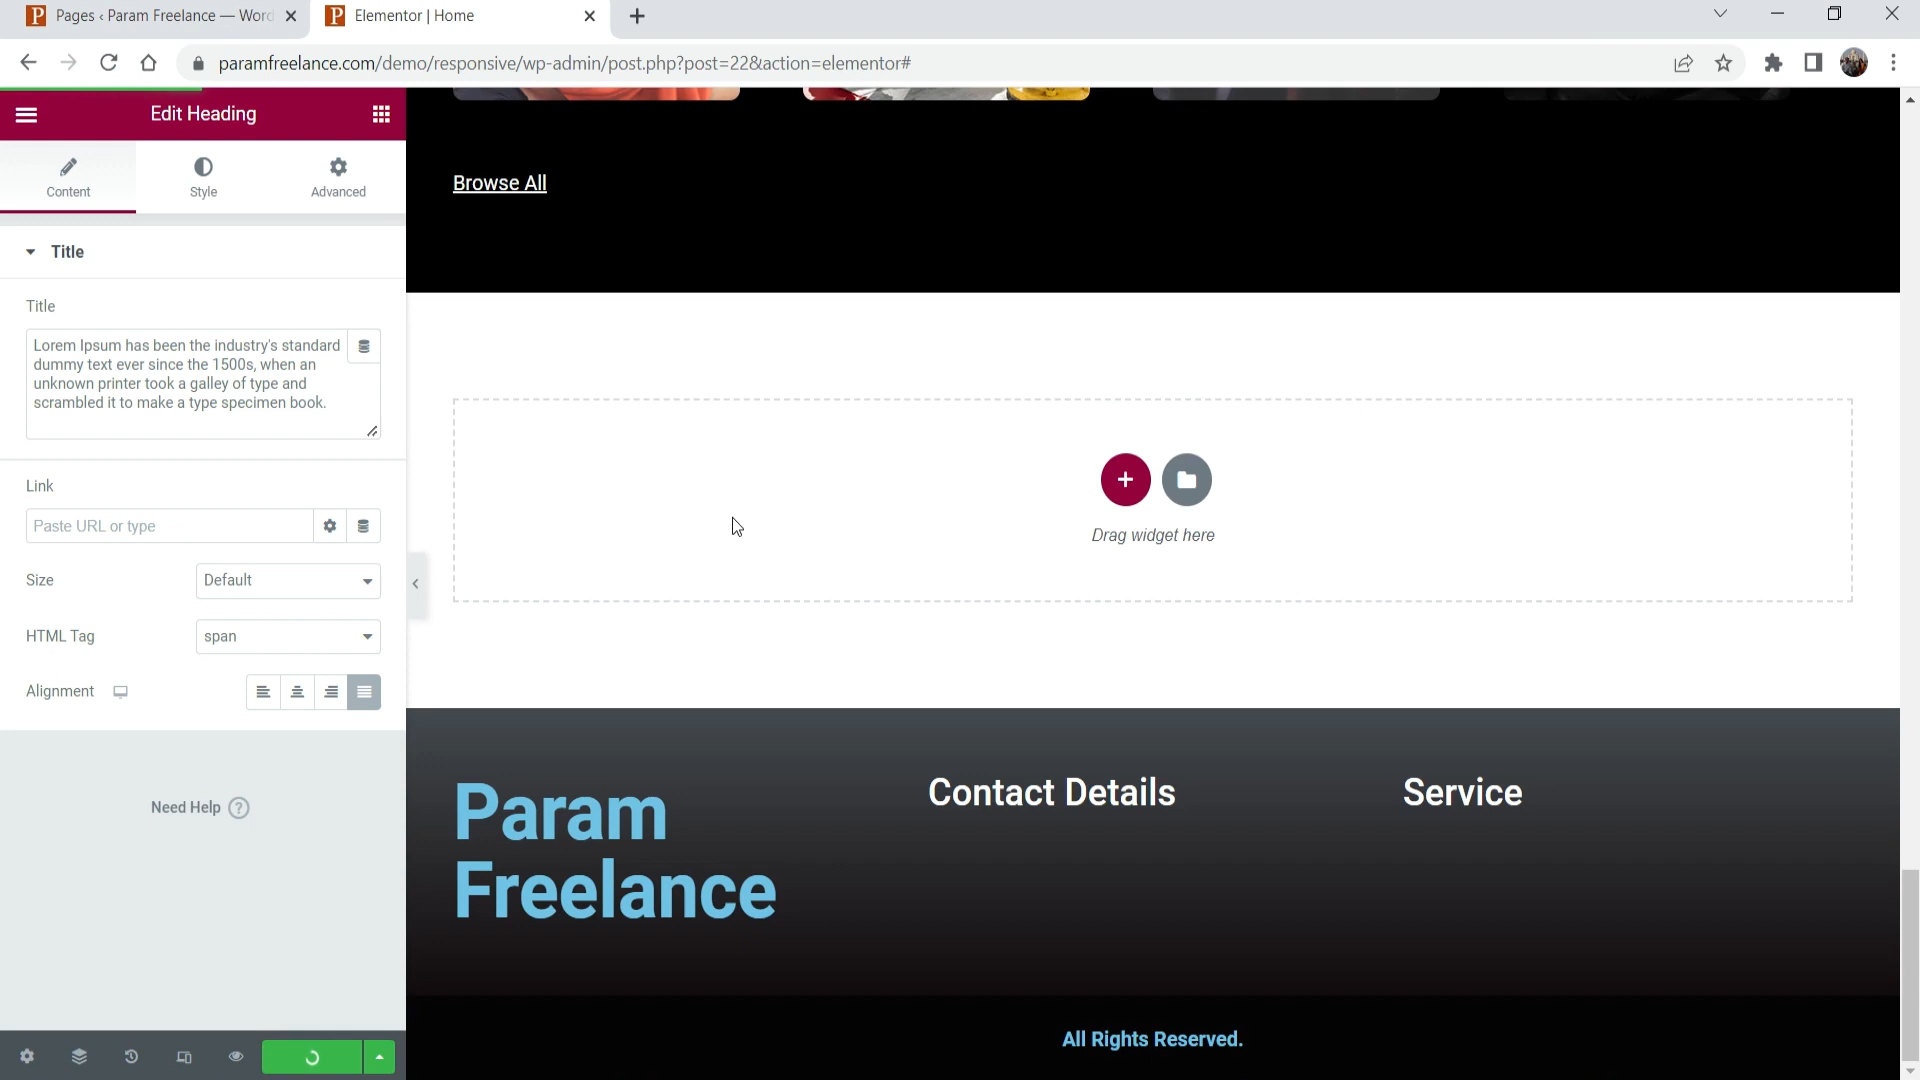 Pages ‹ Param Freelance — Word
Elementor | Home
paramfreelance.com/demo/responsive/wp-admin/post.php?post=22&action=elementor#
Edit Heading
Content
Style
Advanced
Title
Title
Lorem Ipsum has been the industry's standard
dummy text ever since the 1500s, when an
unknown printer took a galley of type and
scrambled it to make a type specimen book.
Link
Paste URL or type
Size
Default
HTML Tag
span
Alignment
Need Help
Browse All
Drag widget here
Param
Freelance
Contact Details
Service
All Rights Reserved.